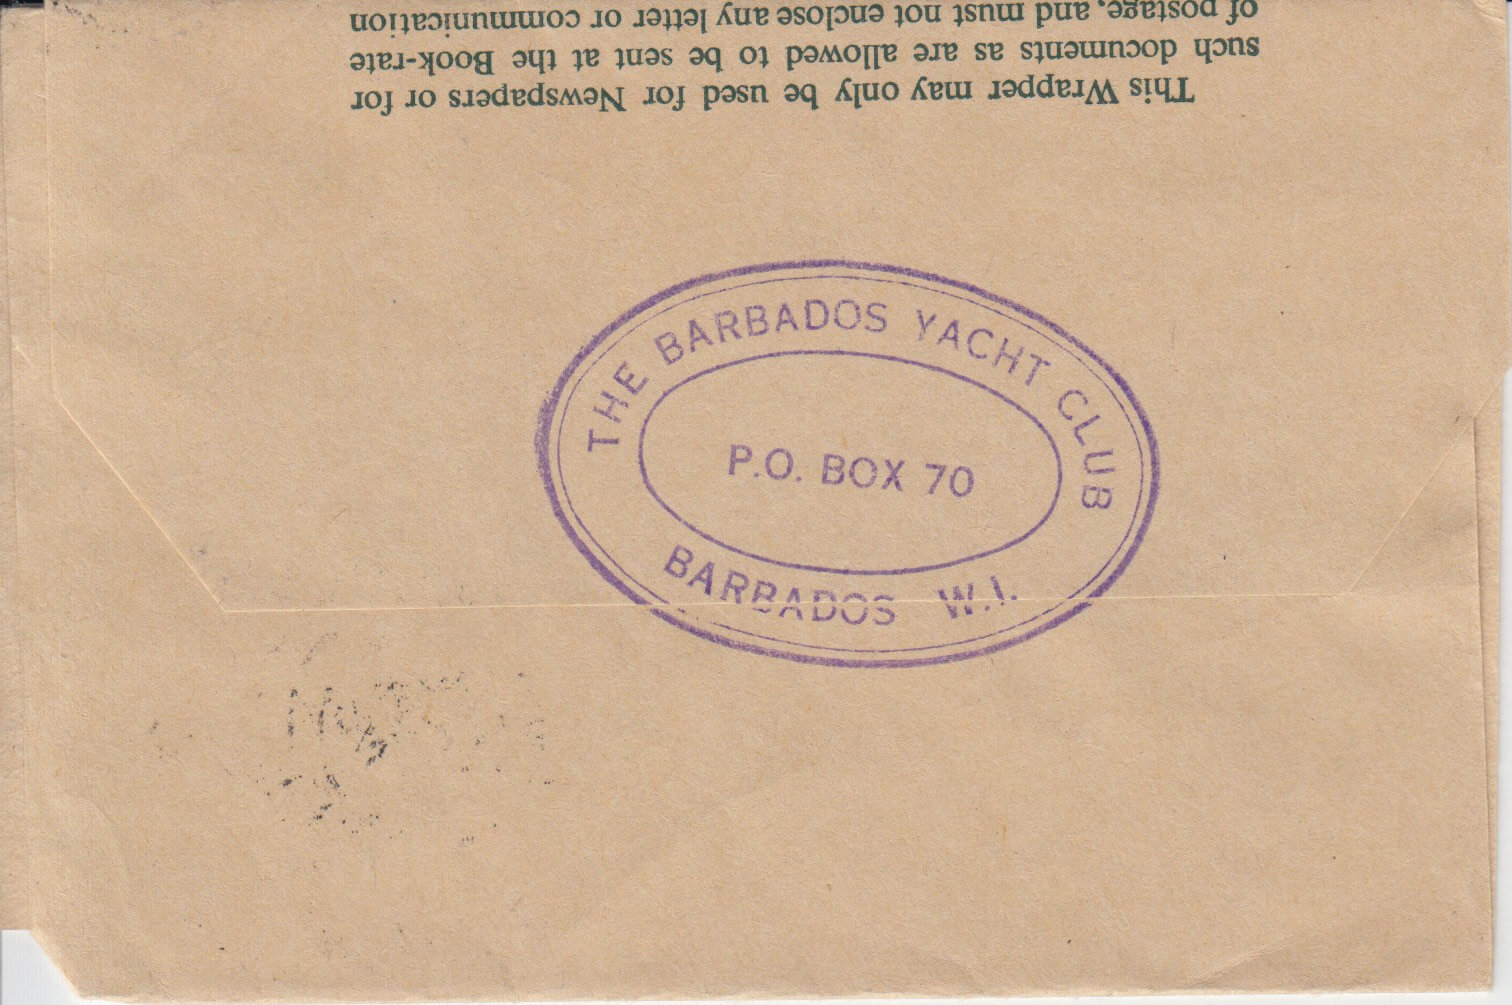 This Wrapper may only be used for Newspapers or for
such documents as are allowed to be sent at the Book-rate
of postage, and must not enclose any letter or communication
THE BARBADOS YACHT CLUB
P.O. BOX 70
BARBADOS W.I.